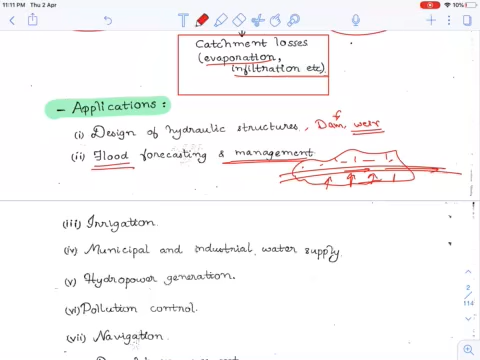 11:11 PM Thu 2 Apr
10%
Catchment losses
(evaporation,
infiltration etc)
- Applications :
(i) Design of hydraulic structures. Dam, weir
(ii) Flood forecasting & management
(iii) Irrigation.
(iv) Municipal and industrial water supply
(v) Hydropower generation.
(vi) Pollution control.
(vii) Navigation.
2
114